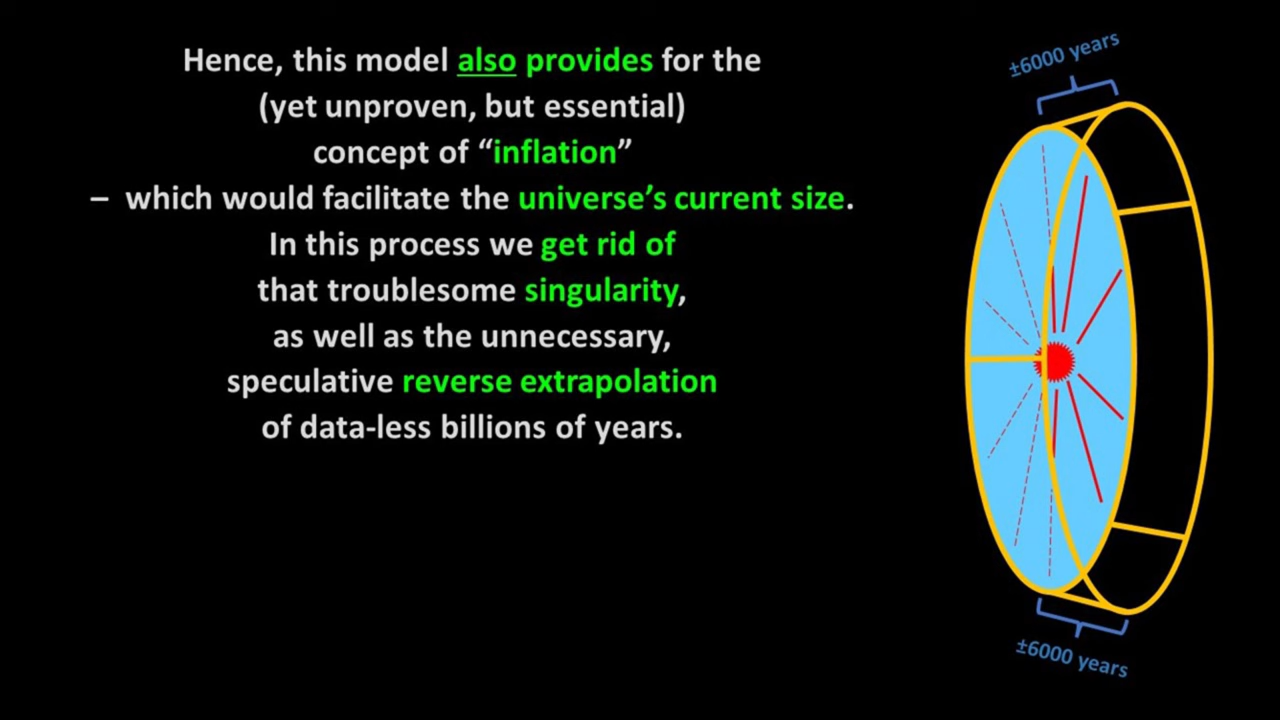 ±6000 years
Hence, this model also provides for the
(yet unproven, but essential)
concept of “inflation”
– which would facilitate the universe’s current size.
In this process we get rid of
that troublesome singularity,
as well as the unnecessary,
speculative reverse extrapolation
of data-less billions of years.
±6000 years